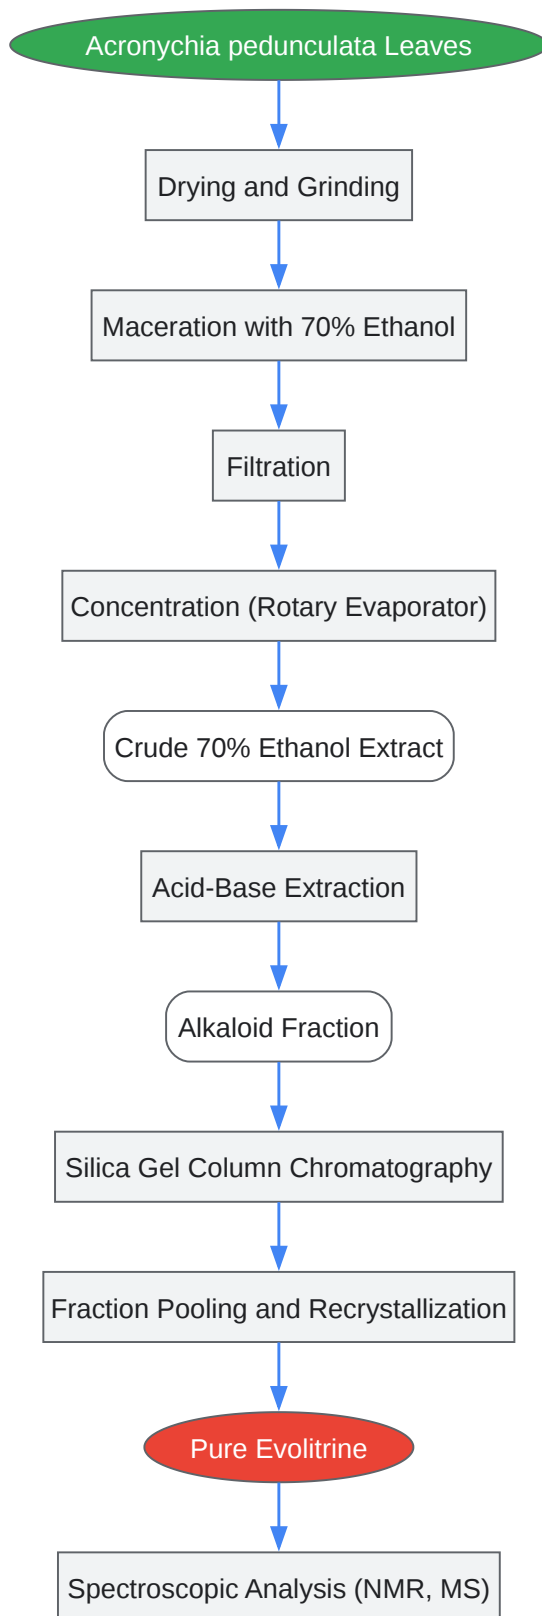 Acronychia pedunculata Leaves
Drying and Grinding
Maceration with 70% Ethanol
Filtration
Concentration (Rotary Evaporator)
Crude 70% Ethanol Extract
Acid-Base Extraction
Alkaloid Fraction
Silica Gel Column Chromatography
Fraction Pooling and Recrystallization
Pure Evolitrine
Spectroscopic Analysis (NMR, MS)